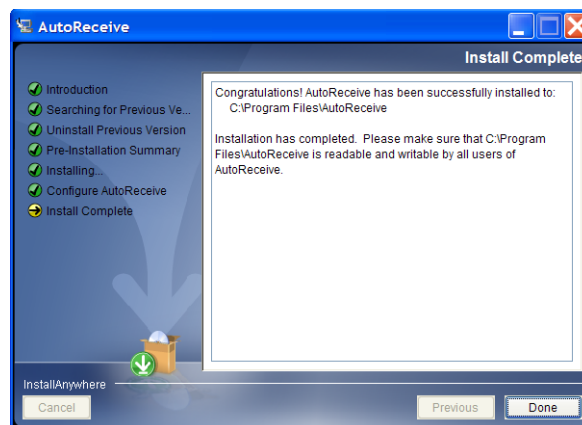 AutoReceive
Install Complete
Introduction
Searching for Previous Ve...
Uninstall Previous Version
Pre-Installation Summary
Installing...
Configure AutoReceive
Install Complete
Congratulations! AutoReceive has been successfully installed to:
C:\Program Files\AutoReceive
Installation has completed. Please make sure that C:\Program
Files\AutoReceive is readable and writable by all users of
AutoReceive.
InstallAnywhere
Cancel
Previous
Done